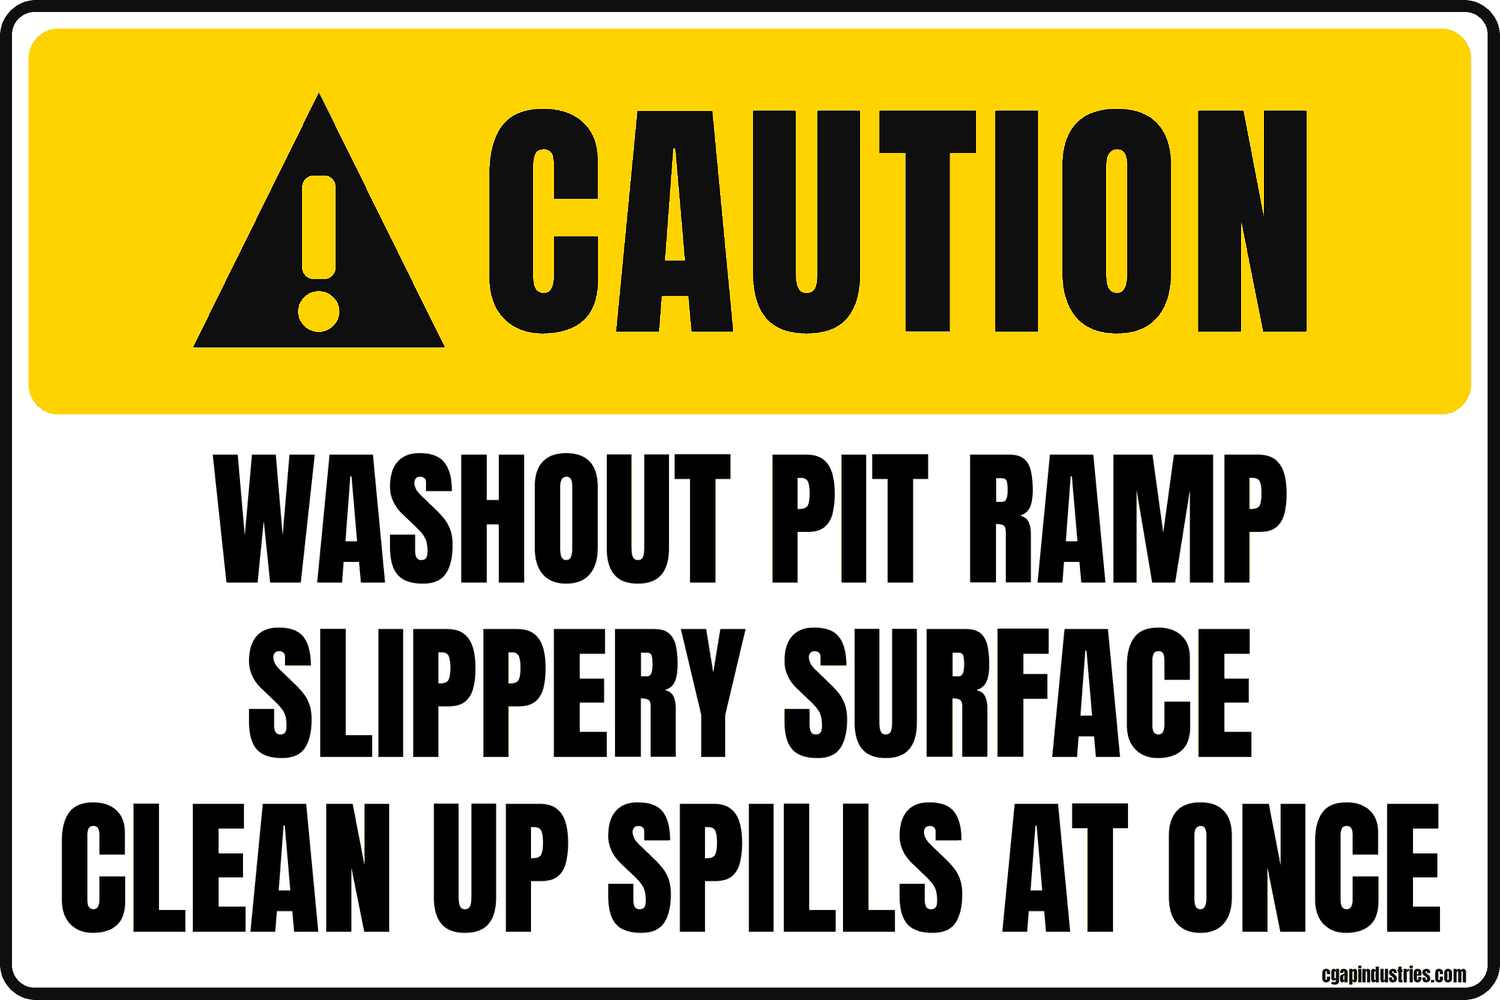 CAUTION
WASHOUT PIT RAMP
SLIPPERY SURFACE
CLEAN UP SPILLS AT ONCE
cgapindustries.com